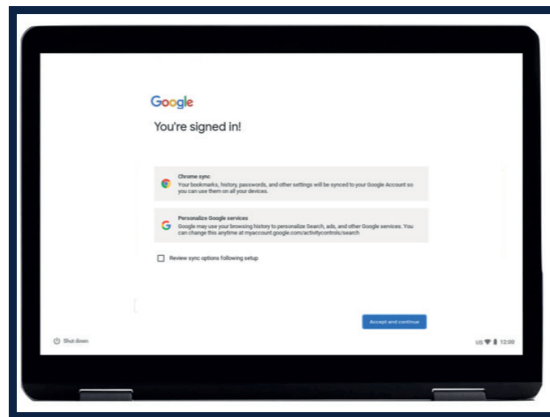 Google
You're signed in!
Chrome sync
Your bookmarks, history, passwords, and other settings will be synced to your Google Account so
you can use them on all your devices.
Personalize Google services
Google may use your browsing history to personalize Search, ads, and other Google services. You
can change this anytime at myaccount.google.com/activitycontrols/search
Review sync options following setup
Accept and continue
Shut down
US 12:00